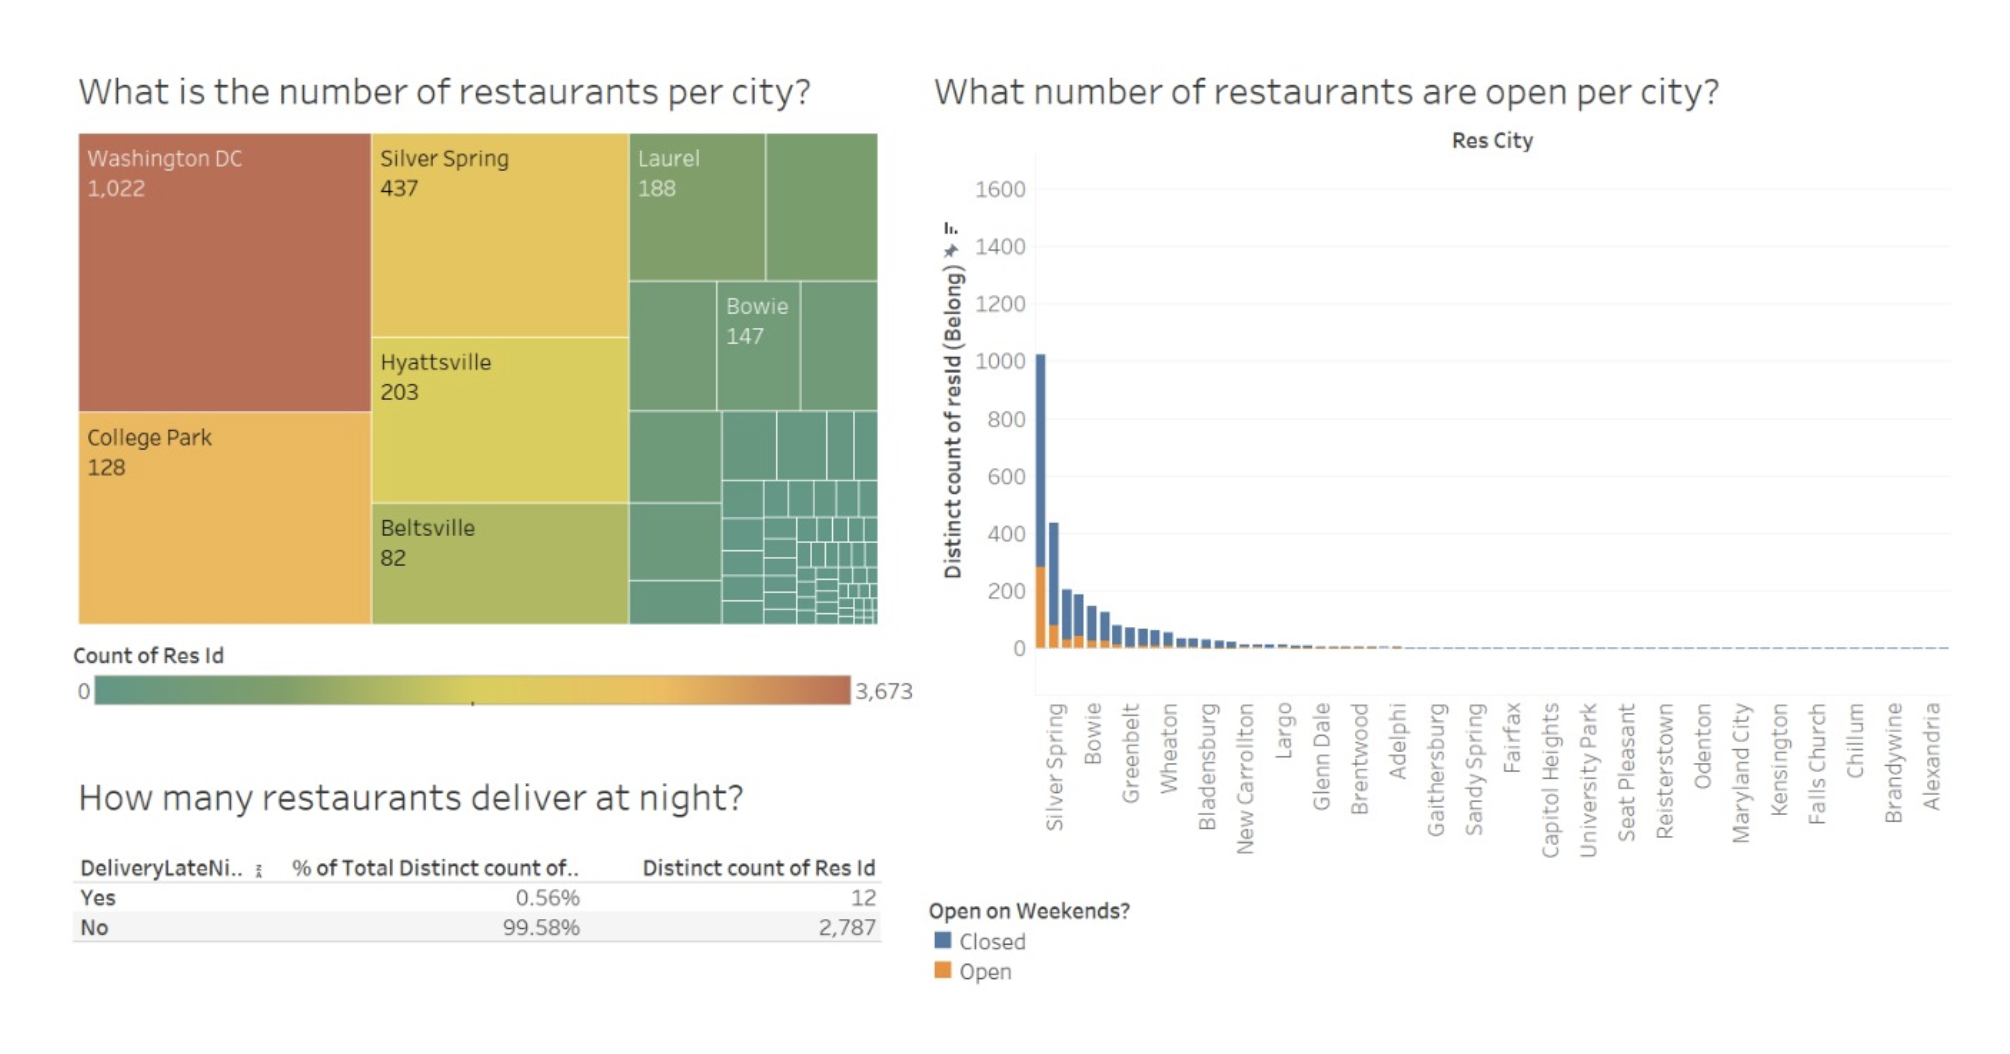 What is the number of restaurants per city?
Washington DC
1,022
College Park
128
Silver Spring
437
Hyattsville
203
Beltsville
82
Laurel
188
Bowie
147
Count of Res Id
0
3,673
How many restaurants deliver at night?
DeliveryLateNi.. % of Total Distinct count of.. Distinct count of Res Id
Yes 0.56% 12
No 99.58% 2,787
What number of restaurants are open per city?
Res City
Distinct count of resId (Belong)
1600
1400
1200
1000
800
600
400
200
0
Silver Spring
Bowie
Greenbelt
Wheaton
Bladensburg
New Carrollton
Largo
Glenn Dale
Brentwood
Adelphi
Gaithersburg
Sandy Spring
Fairfax
Capitol Heights
University Park
Seat Pleasant
Reisterstown
Odenton
Maryland City
Kensington
Falls Church
Chillum
Brandywine
Alexandria
Open on Weekends?
Closed
Open